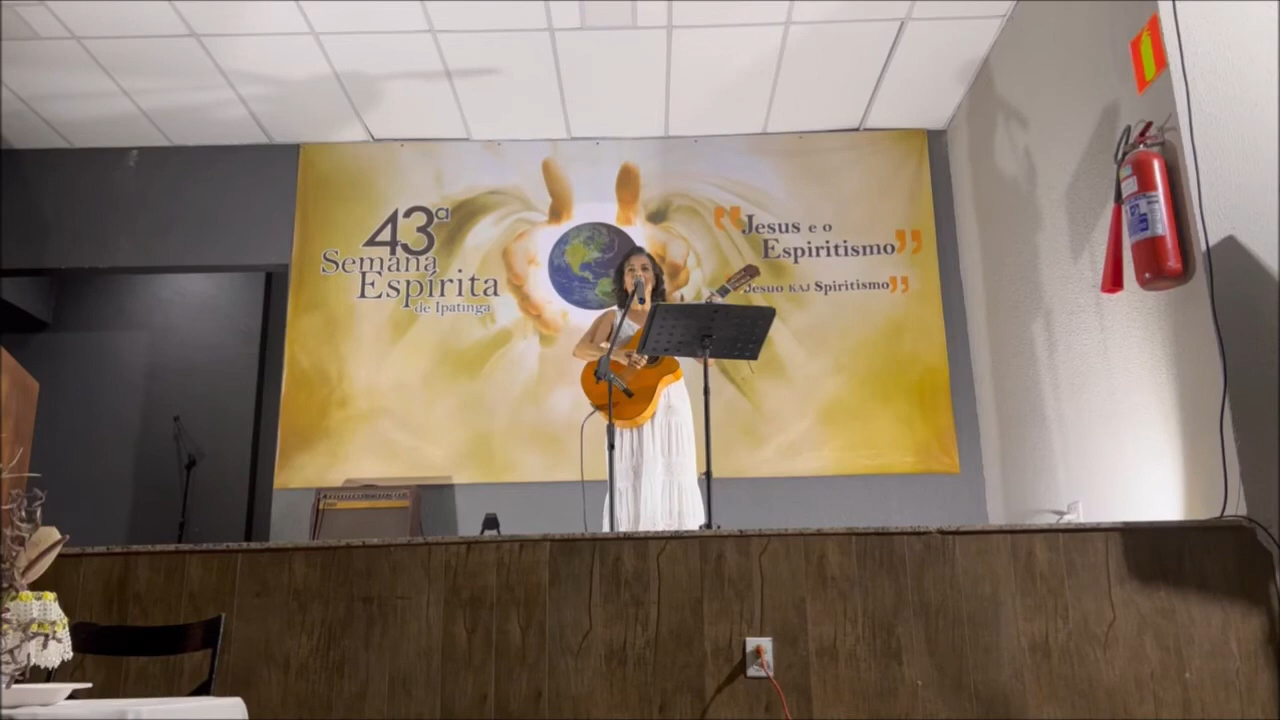 43ª
Semana
Espírita
de Ipatinga
"Jesus e o
Espiritismo"
"Jesuo KAJ Spiritismo"